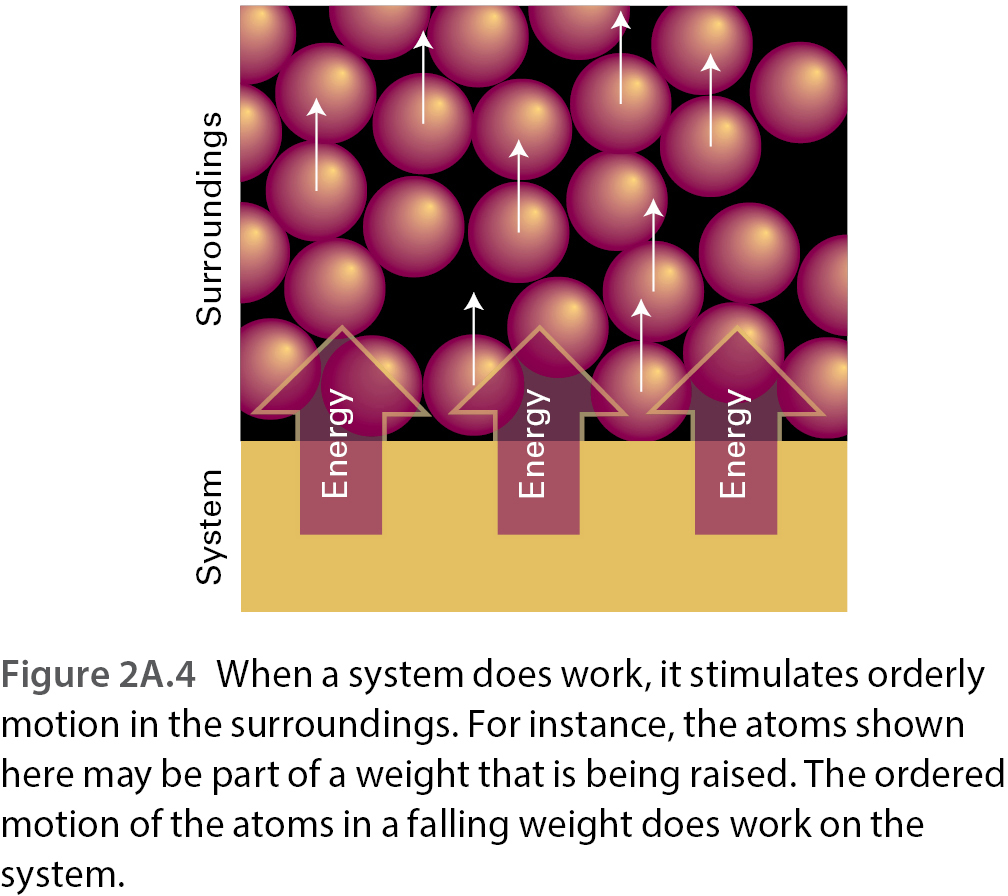 Surroundings
Energy
Energy
Energy
System
Figure 2A.4 When a system does work, it stimulates orderly
motion in the surroundings. For instance, the atoms shown
here may be part of a weight that is being raised. The ordered
motion of the atoms in a falling weight does work on the
system.